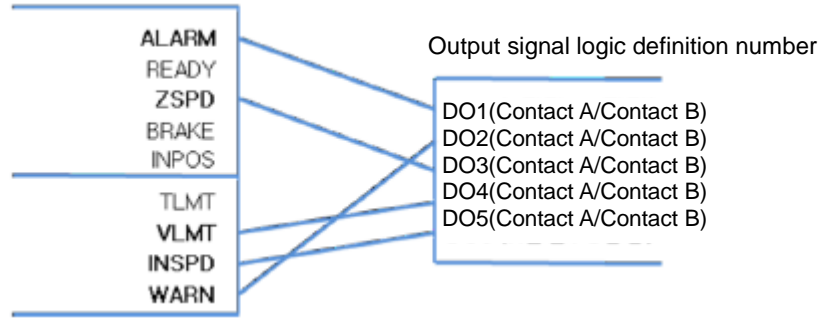 ALARM
READY
ZSPD
BRAKE
INPOS
TLMT
VLMT
INSPD
WARN
Output signal logic definition number
DO1(Contact A/Contact B)
DO2(Contact A/Contact B)
DO3(Contact A/Contact B)
DO4(Contact A/Contact B)
DO5(Contact A/Contact B)